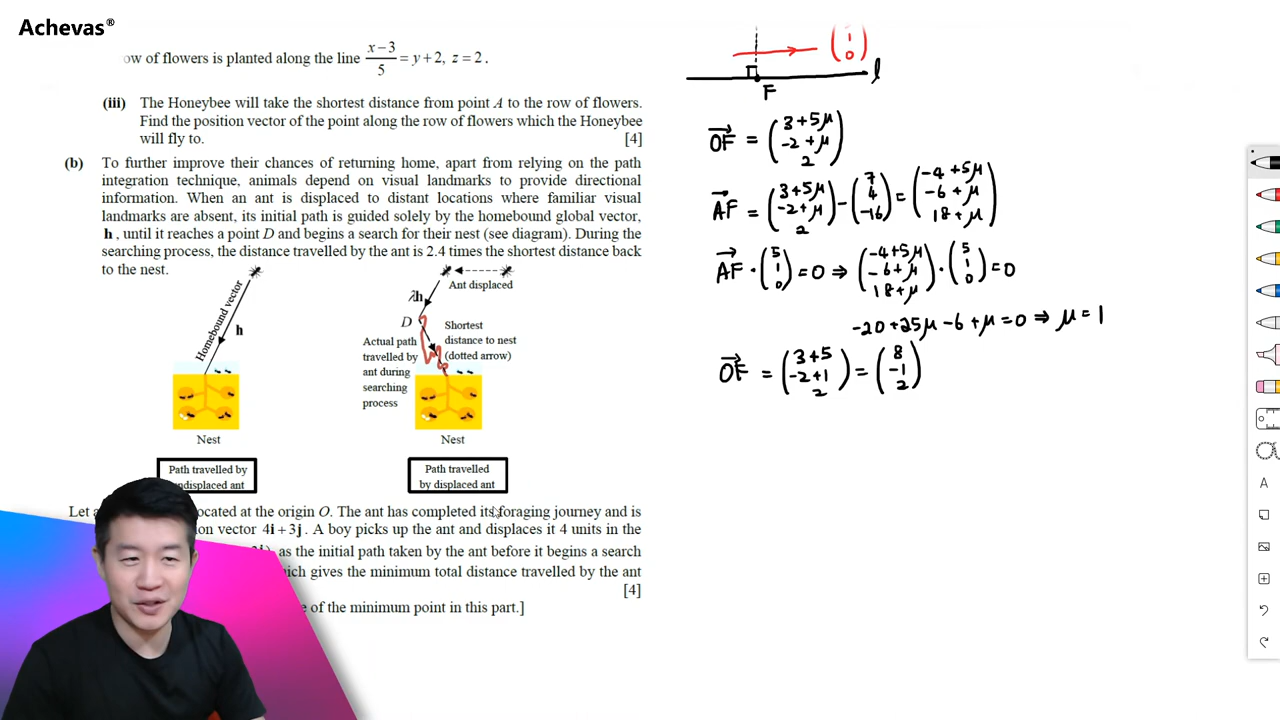 Achevas®
ow of flowers is planted along the line (x−3)/5 = y+2, z=2.
(iii) The Honeybee will take the shortest distance from point A to the row of flowers.
Find the position vector of the point along the row of flowers which the Honeybee
will fly to. [4]
(b) To further improve their chances of returning home, apart from relying on the path
integration technique, animals depend on visual landmarks to provide directional
information. When an ant is displaced to distant locations where familiar visual
landmarks are absent, its initial path is guided solely by the homebound global vector,
h, until it reaches a point D and begins a search for their nest (see diagram). During the
searching process, the distance travelled by the ant is 2.4 times the shortest distance back
to the nest.
Homebound vector
h
Nest
Path travelled by
ndisplaced ant
Ant displaced
λh
D
Shortest
distance to nest
(dotted arrow)
Actual path
travelled by
ant during
searching
process
Nest
Path travelled
by displaced ant
Let
ocated at the origin O. The ant has completed its foraging journey and is
on vector 4i+3j. A boy picks up the ant and displaces it 4 units in the
as the initial path taken by the ant before it begins a search
ich gives the minimum total distance travelled by the ant
[4]
e of the minimum point in this part.]
(1 0)
F l
OF = (3+5μ, -2+μ, 2)
AF = (3+5μ, -2+μ, 2) - (7, 4, -16) = (-4+5μ, -6+μ, 18+μ)
AF · (5, 1, 0) = 0 ⇒ (-4+5μ, -6+μ, 18+μ) · (5, 1, 0) = 0
-20+25μ-6+μ=0 ⇒ μ=1
OF = (3+5, -2+1, 2) = (8, -1, 2)
A